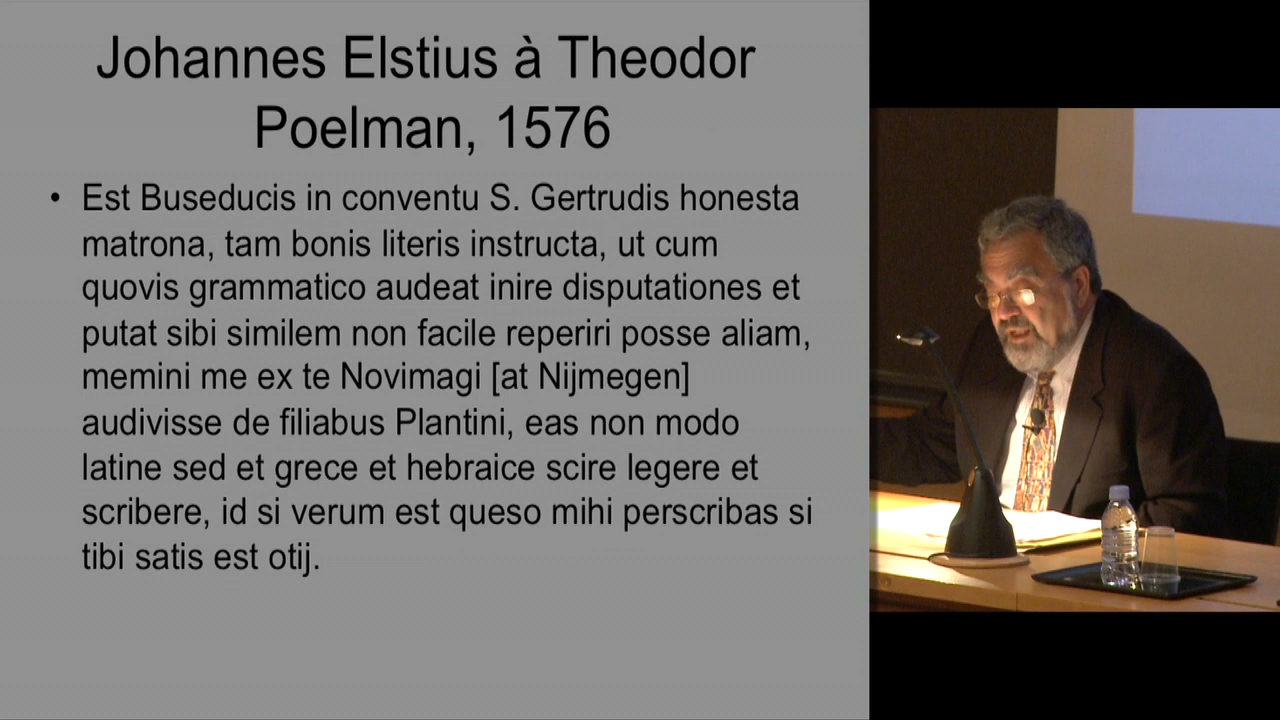 Johannes Elstius à Theodor
Poelman, 1576
• Est Buseducis in conventu S. Gertrudis honesta
matrona, tam bonis literis instructa, ut cum
quovis grammatico audeat inire disputationes et
putat sibi similem non facile reperiri posse aliam,
memini me ex te Novimagi [at Nijmegen]
audivisse de filiabus Plantini, eas non modo
latine sed et grece et hebraice scire legere et
scribere, id si verum est queso mihi perscribas si
tibi satis est otij.